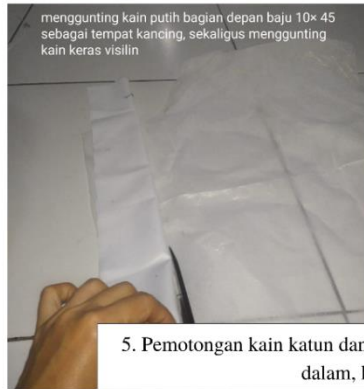 menggunting kain putih bagian depan baju 10× 45
sebagai tempat kancing, sekaligus menggunting
kain keras visilin
5. Pemotongan kain katun dan
dalam,